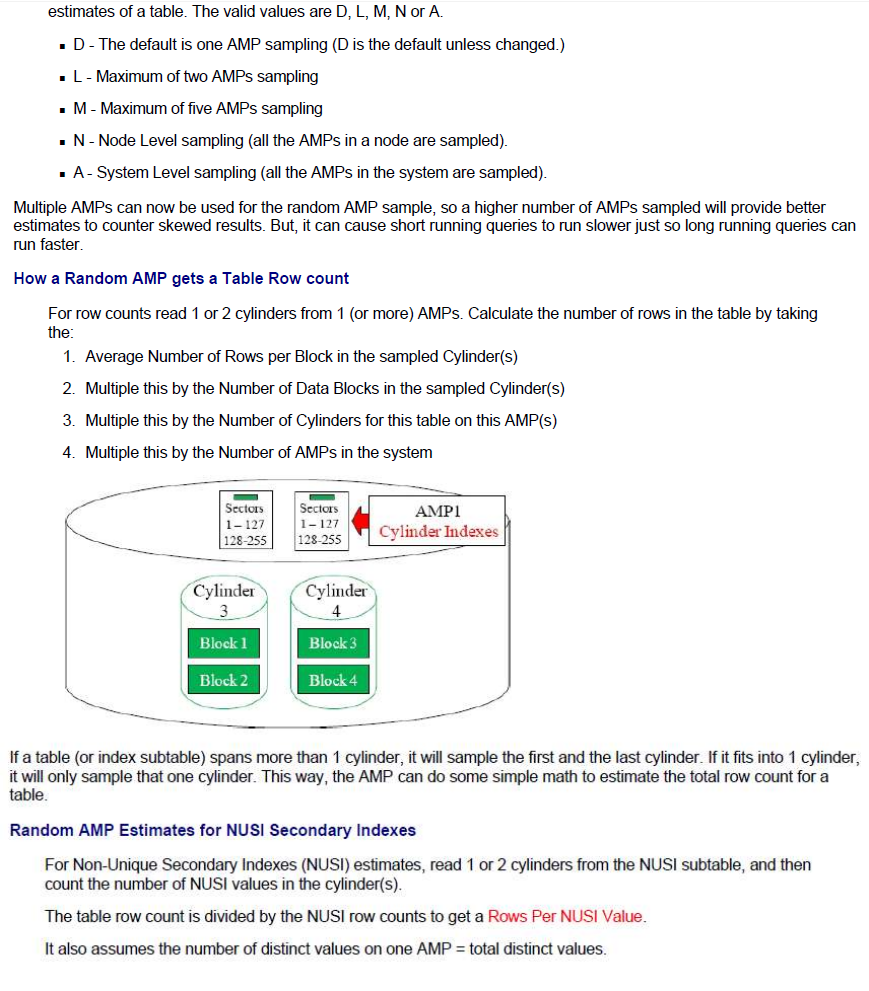 estimates of a table. The valid values are D, L, M, N or A.
▪ D - The default is one AMP sampling (D is the default unless changed.)
▪ L - Maximum of two AMPs sampling
▪ M - Maximum of five AMPs sampling
▪ N - Node Level sampling (all the AMPs in a node are sampled).
▪ A - System Level sampling (all the AMPs in the system are sampled).
Multiple AMPs can now be used for the random AMP sample, so a higher number of AMPs sampled will provide better
estimates to counter skewed results. But, it can cause short running queries to run slower just so long running queries can
run faster.
How a Random AMP gets a Table Row count
For row counts read 1 or 2 cylinders from 1 (or more) AMPs. Calculate the number of rows in the table by taking
the:
1. Average Number of Rows per Block in the sampled Cylinder(s)
2. Multiple this by the Number of Data Blocks in the sampled Cylinder(s)
3. Multiple this by the Number of Cylinders for this table on this AMP(s)
4. Multiple this by the Number of AMPs in the system
Sectors
1-127
128-255
Sectors
1-127
128-255
AMP1
Cylinder Indexes
Cylinder
3
Block 1
Block 2
Cylinder
4
Block 3
Block 4
If a table (or index subtable) spans more than 1 cylinder, it will sample the first and the last cylinder. If it fits into 1 cylinder,
it will only sample that one cylinder. This way, the AMP can do some simple math to estimate the total row count for a
table.
Random AMP Estimates for NUSI Secondary Indexes
For Non-Unique Secondary Indexes (NUSI) estimates, read 1 or 2 cylinders from the NUSI subtable, and then
count the number of NUSI values in the cylinder(s).
The table row count is divided by the NUSI row counts to get a Rows Per NUSI Value.
It also assumes the number of distinct values on one AMP = total distinct values.